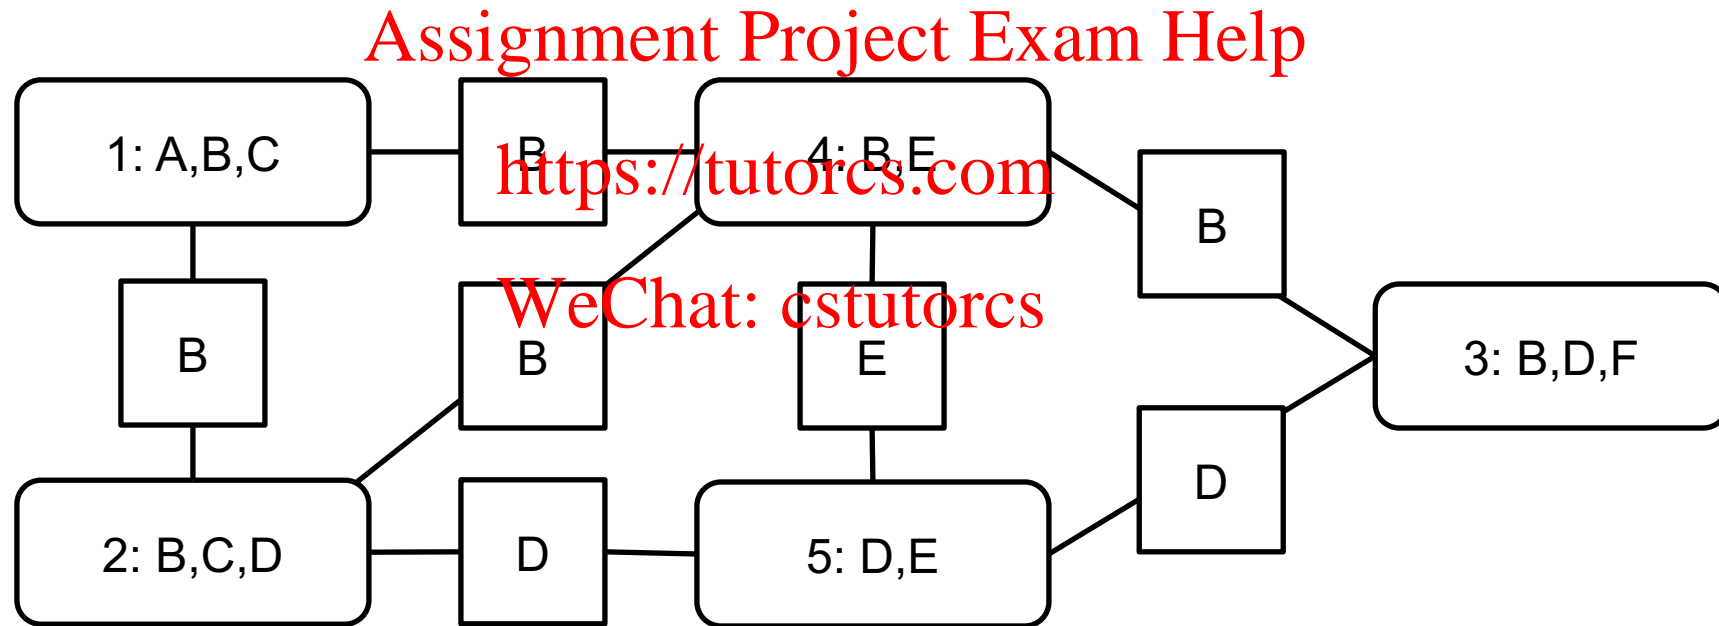 Assignment Project Exam Help
1: A,B,C
B
4: B,E
https://tutorcs.com
B
WeChat: cstutorcs
B
B
E
3: B,D,F
D
2: B,C,D
D
5: D,E